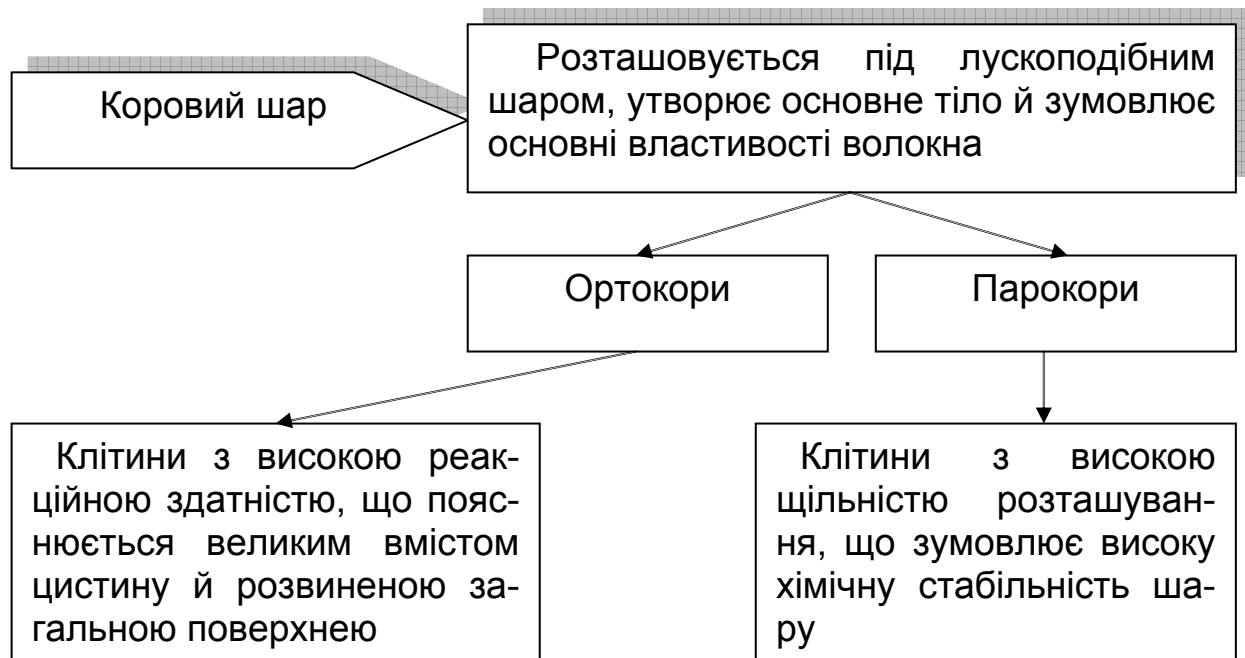 Коровий шар
Розташовується під лускоподібним
шаром, утворює основне тіло й зумовлює
основні властивості волокна
Ортокори
Парокори
Клітини з високою реак-
ційною здатністю, що пояс-
нюється великим вмістом
цистину й розвиненою за-
гальною поверхнею
Клітини з високою
щільністю розташуван-
ня, що зумовлює високу
хімічну стабільність ша-
ру